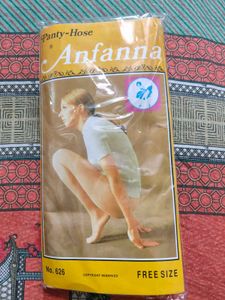 Panty-Hose
Anfanna
No. 626
COPYRIGHT RESERVED
FREE SIZE